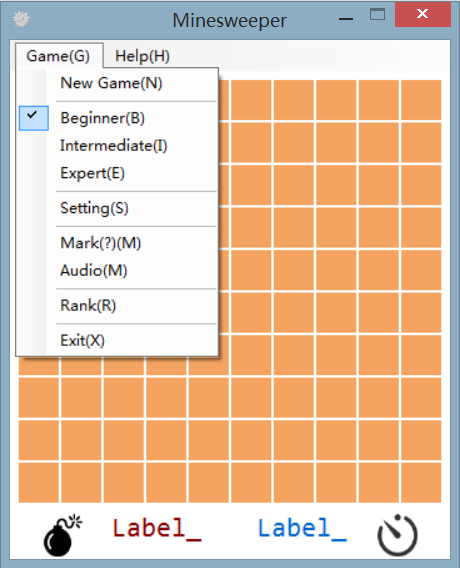 Minesweeper
Game(G) Help(H)
New Game(N)
Beginner(B)
Intermediate(I)
Expert(E)
Setting(S)
Mark(?)(M)
Audio(M)
Rank(R)
Exit(X)
Label_ Label_